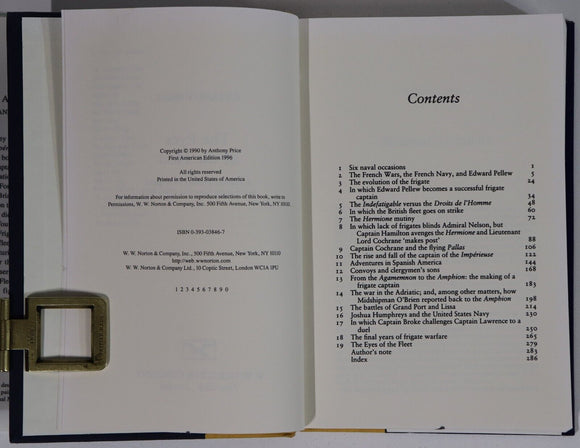 Copyright © 1990 by Anthony Price
First American Edition 1996
All rights reserved
Printed in the United States of America
For information about permission to reproduce selections of this book, write to
Permissions, W. W. Norton & Company, Inc. 500 Fifth Avenue, New York, NY 10110.
ISBN 0-393-03846-7
W. W. Norton & Company, Inc. 500 Fifth Avenue, New York, NY 10110
http://web.wwnorton.com
W. W. Norton & Company Ltd. 10 Coptic Street, London WC1A 1PU
1 2 3 4 5 6 7 8 9 0
Contents
1 Six naval occasions 1
2 The French Wars, the French Navy, and Edward Pellew 5
3 The evolution of the frigate 24
4 In which Edward Pellew becomes a successful frigate
captain 34
5 The Indefatigable versus the Droits de l'Homme 48
6 In which the British fleet goes on strike 60
7 The Hermione mutiny 72
8 In which lack of frigates blinds Admiral Nelson, but
Captain Hamilton avenges the Hermione and Lieutenant
Lord Cochrane 'makes post' 88
9 Captain Cochrane and the flying Pallas 106
10 The rise and fall of the captain of the Impérieuse 122
11 Adventures in Spanish America 144
12 Convoys and clergymen's sons 168
13 From the Agamemnon to the Amphion: the making of a
frigate captain 183
14 The war in the Adriatic; and, among other matters, how
Midshipman O'Brien reported back to the Amphion 198
15 The battles of Grand Port and Lissa 214
16 Joshua Humphreys and the United States Navy 230
17 In which Captain Broke challenges Captain Lawrence to a
duel 250
18 The final years of frigate warfare 265
19 The Eyes of the Fleet 279
Author's note 283
Index 286